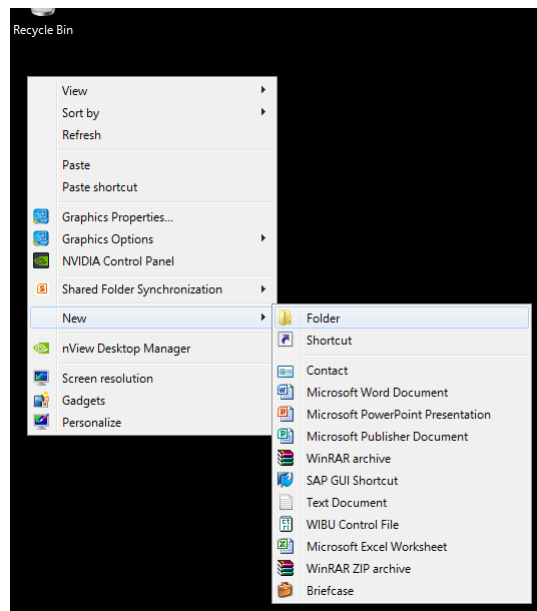 Recycle Bin
View
Sort by
Refresh
Paste
Paste shortcut
Graphics Properties...
Graphics Options
NVIDIA Control Panel
Shared Folder Synchronization
New
nView Desktop Manager
Screen resolution
Gadgets
Personalize
Folder
Shortcut
Contact
Microsoft Word Document
Microsoft PowerPoint Presentation
Microsoft Publisher Document
WinRAR archive
SAP GUI Shortcut
Text Document
WIBU Control File
Microsoft Excel Worksheet
WinRAR ZIP archive
Briefcase